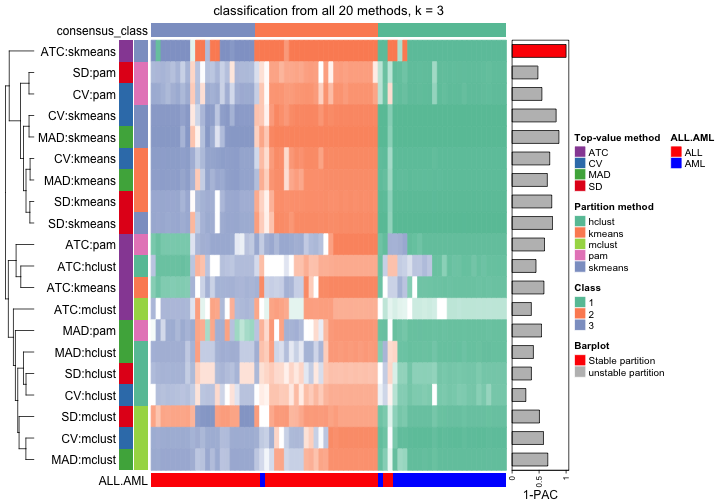 classification from all 20 methods, k = 3
consensus_class
ATC:skmeans
SD:pam
CV:pam
CV:skmeans
MAD:skmeans
CV:kmeans
MAD:kmeans
SD:kmeans
SD:skmeans
ATC:pam
ATC:hclust
ATC:kmeans
ATC:mclust
MAD:pam
MAD:hclust
SD:hclust
CV:hclust
SD:mclust
CV:mclust
MAD:mclust
ALL.AML
0
0.5
1
1-PAC
Top-value method
ATC
CV
MAD
SD
Partition method
hclust
kmeans
mclust
pam
skmeans
Class
1
2
3
Barplot
Stable partition
unstable partition
ALL.AML
ALL
AML